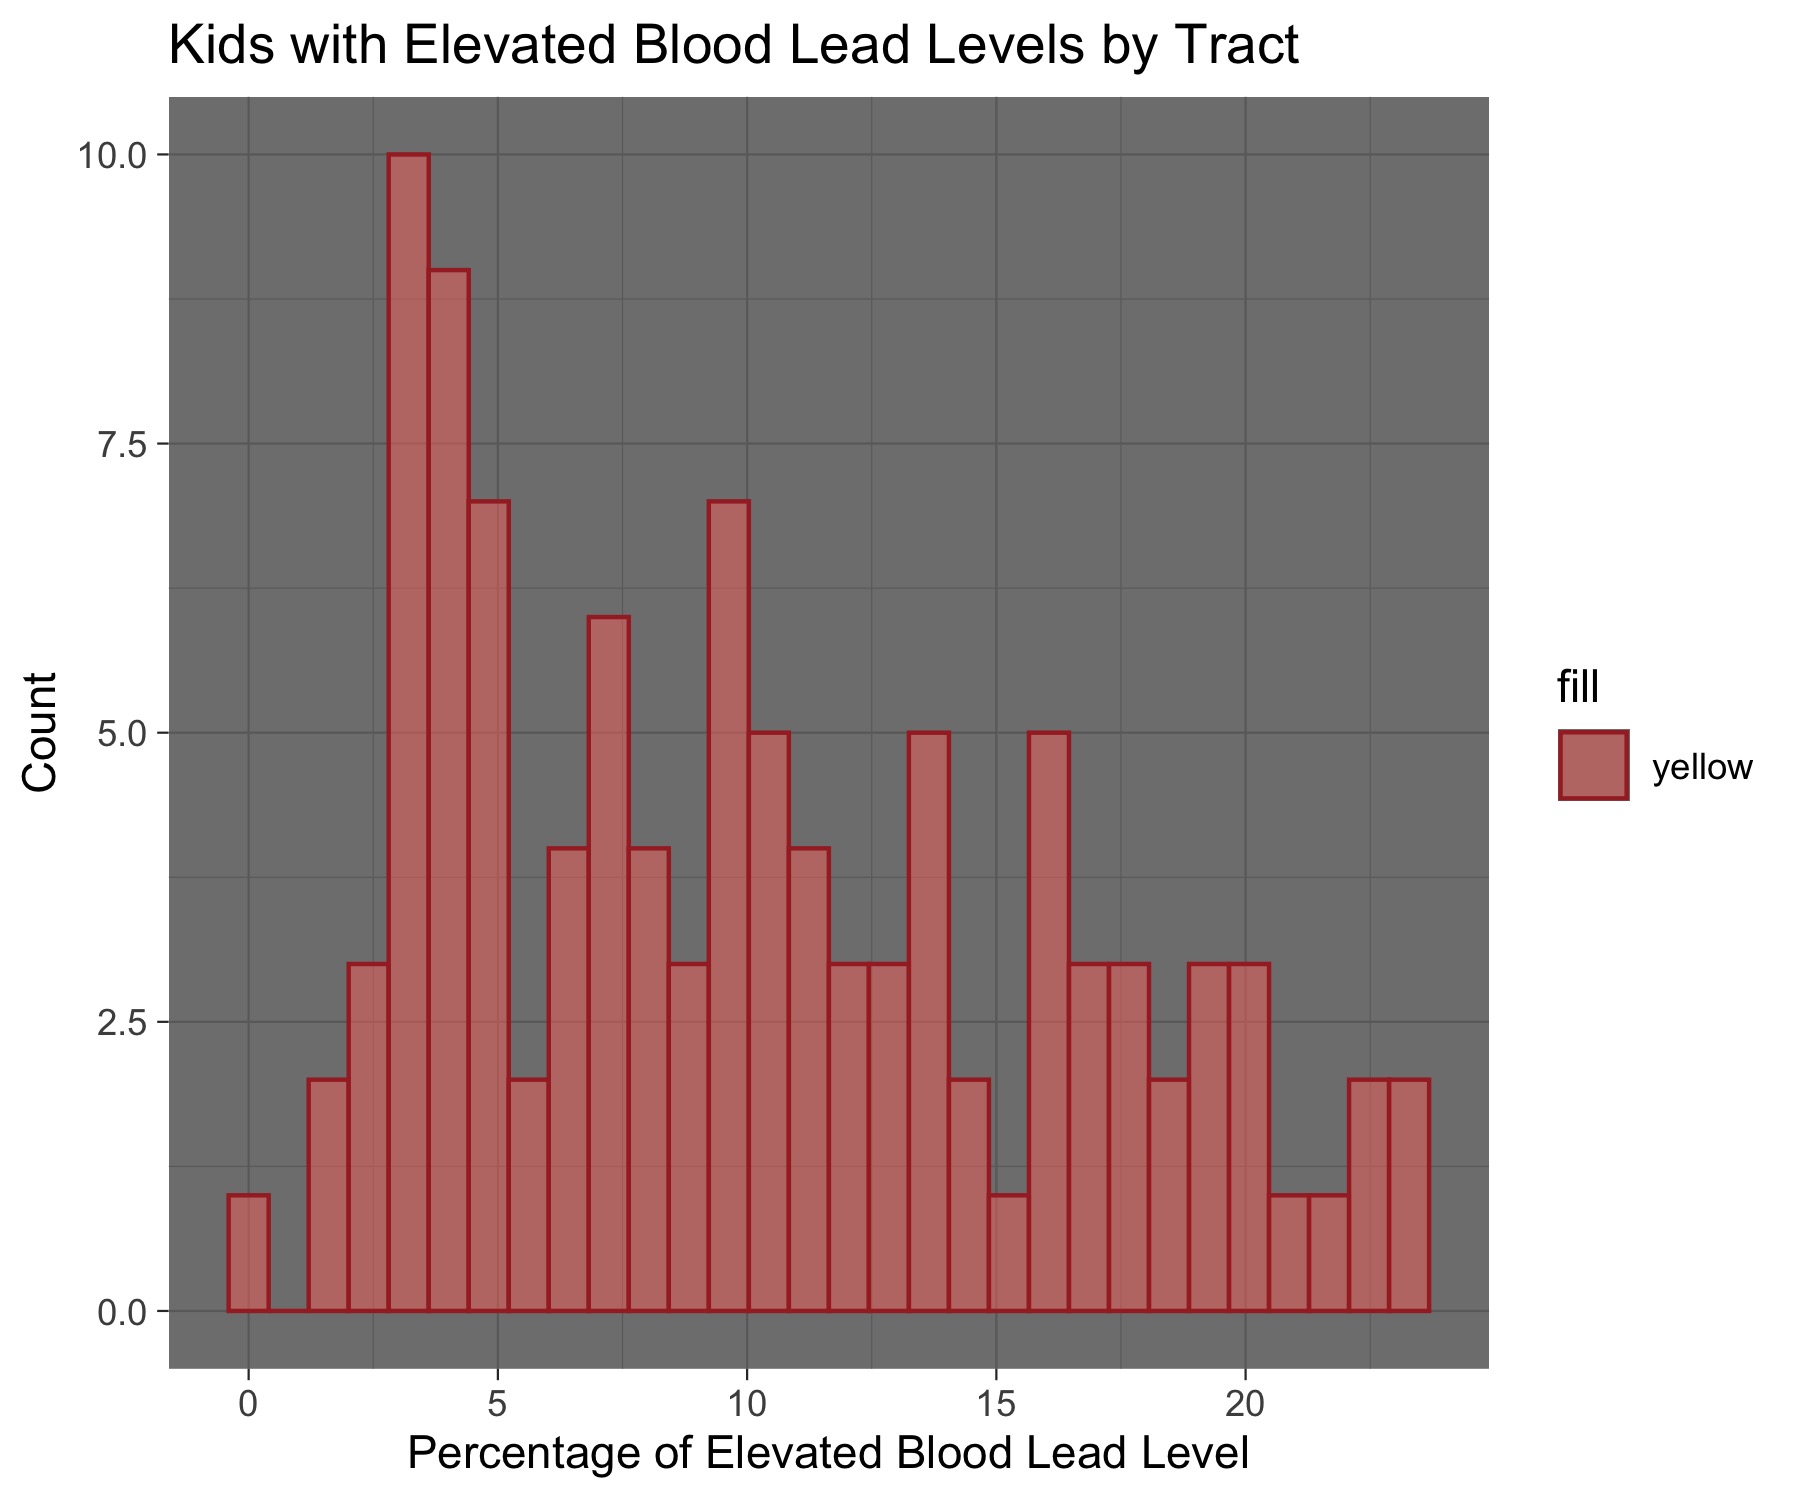 Kids with Elevated Blood Lead Levels by Tract
10.0
7.5
5.0
2.5
0.0
Count
0 5 10 15 20
Percentage of Elevated Blood Lead Level
fill
yellow